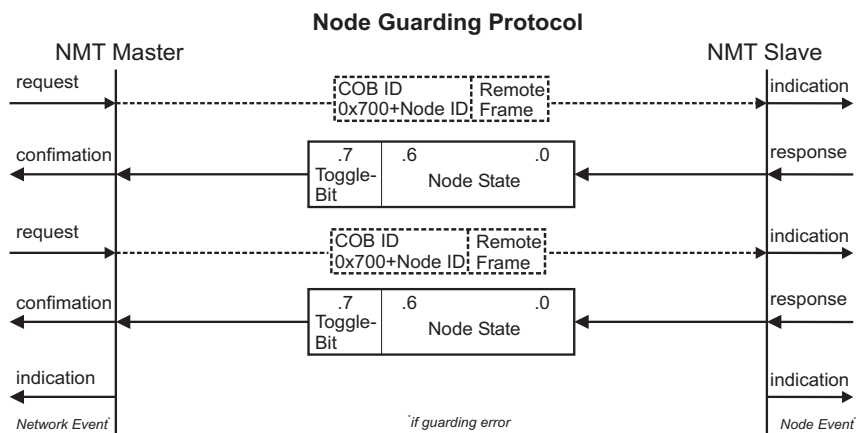 Node Guarding Protocol
NMT Master
NMT Slave
request
COB ID
0x700+Node ID
Remote
Frame
indication
confimation
.7
Toggle-
Bit
.6 .0
Node State
response
request
COB ID
0x700+Node ID
Remote
Frame
indication
confimation
.7
Toggle-
Bit
.6 .0
Node State
response
indication
indication
Network Event*
*if guarding error
Node Event*